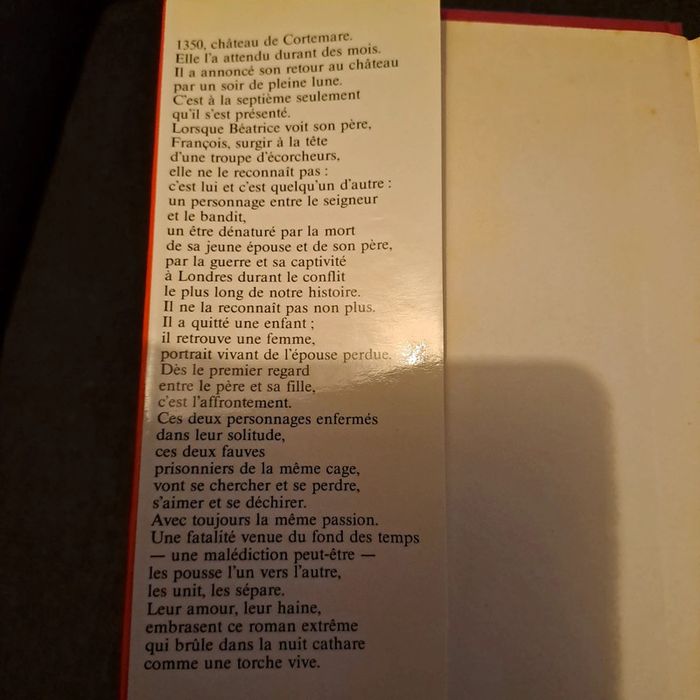 1350, château de Cortemare.
Elle l'a attendu durant des mois.
Il a annoncé son retour au château
par un soir de pleine lune.
C'est à la septième seulement
qu'il s'est présenté.
Lorsque Béatrice voit son père,
François, surgir à la tête
d'une troupe d'écorcheurs,
elle ne le reconnaît pas :
c'est lui et c'est quelqu'un d'autre :
un personnage entre le seigneur
et le bandit,
un être dénaturé par la mort
de sa jeune épouse et de son père,
par la guerre et sa captivité
à Londres durant le conflit
le plus long de notre histoire.
Il ne la reconnaît pas non plus.
Il a quitté une enfant ;
il retrouve une femme,
portrait vivant de l'épouse perdue.
Dès le premier regard
entre le père et sa fille,
c'est l'affrontement.
Ces deux personnages enfermés
dans leur solitude,
ces deux fauves
prisonniers de la même cage,
vont se chercher et se perdre,
s'aimer et se déchirer.
Avec toujours la même passion.
Une fatalité venue du fond des temps
— une malédiction peut-être —
les pousse l'un vers l'autre,
les unit, les sépare.
Leur amour, leur haine,
embrasent ce roman extrême
qui brûle dans la nuit cathare
comme une torche vive.